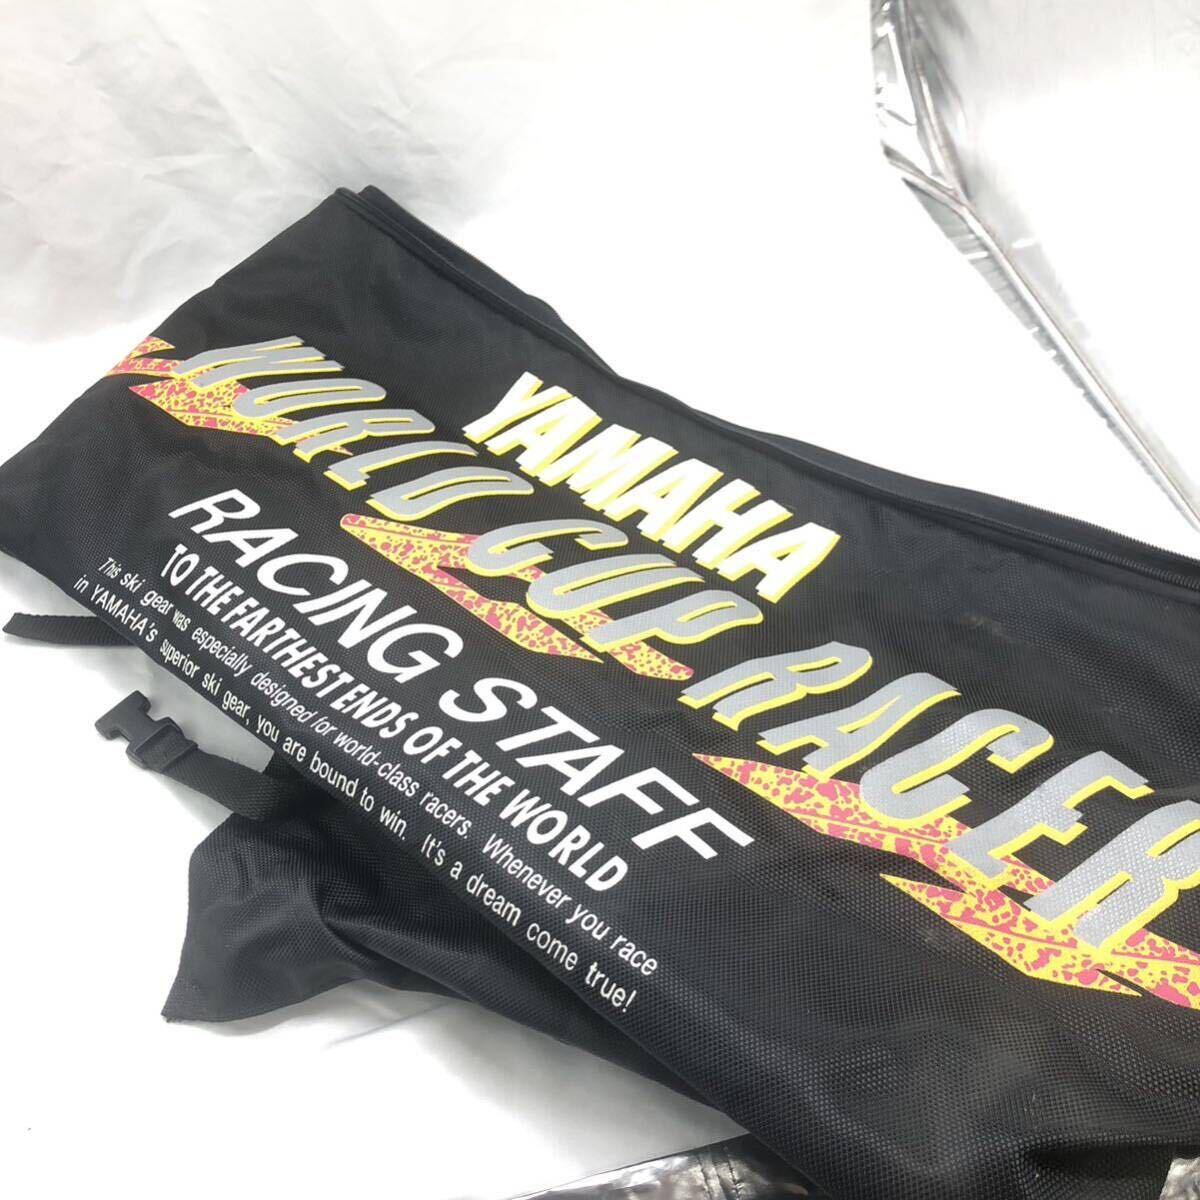 YAMAHA
WORLD CUP RACER
RACING STAFF
TO THE FARTHEST ENDS OF THE WORLD
This ski gear was especially designed for world-class racers. Whenever you race
in YAMAHA's superior ski gear, you are bound to win. It's a dream come true!